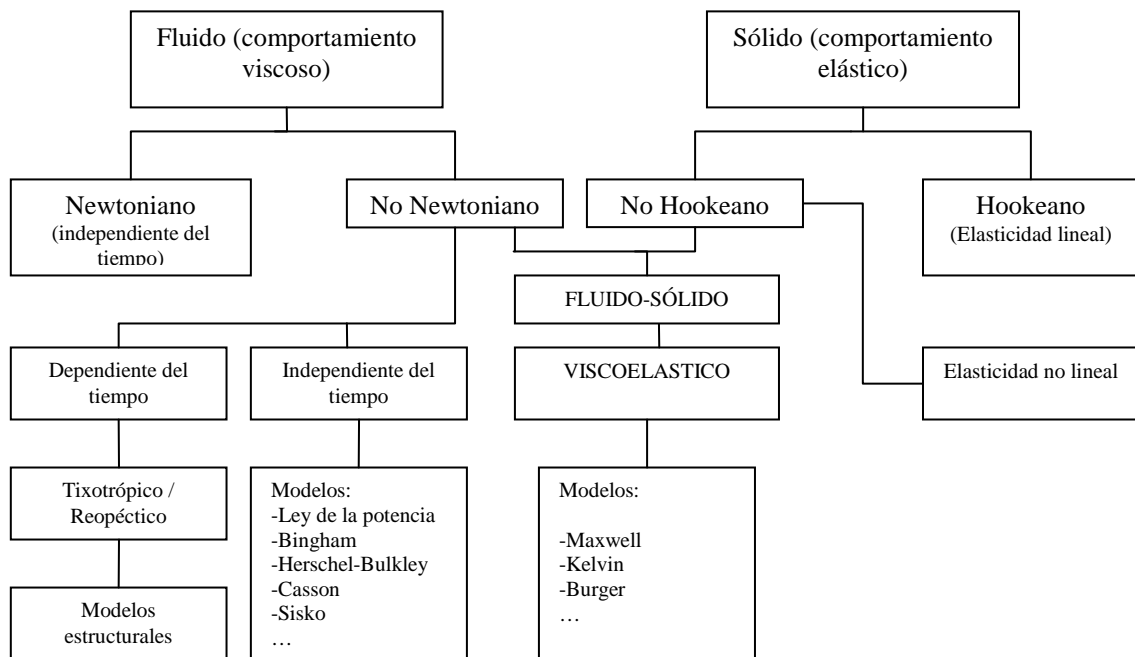 Fluido (comportamiento
viscoso)
Sólido (comportamiento
elástico)
Newtoniano
(independiente del
tiempo)
No Newtoniano
No Hookeano
Hookeano
(Elasticidad lineal)
FLUIDO-SÓLIDO
Dependiente del
tiempo
Independiente del
tiempo
VISCOELASTICO
Elasticidad no lineal
Tixotrópico /
Reopéctico
Modelos:
-Ley de la potencia
-Bingham
-Herschel-Bulkley
-Casson
-Sisko
…
Modelos:
-Maxwell
-Kelvin
-Burger
…
Modelos
estructurales